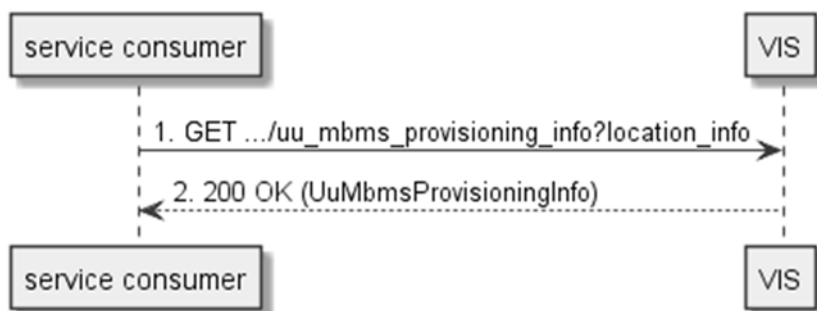 service consumer
VIS
1. GET .../uu_mbms_provisioning_info?location_info
2. 200 OK (UuMbmsProvisioningInfo)
service consumer
VIS